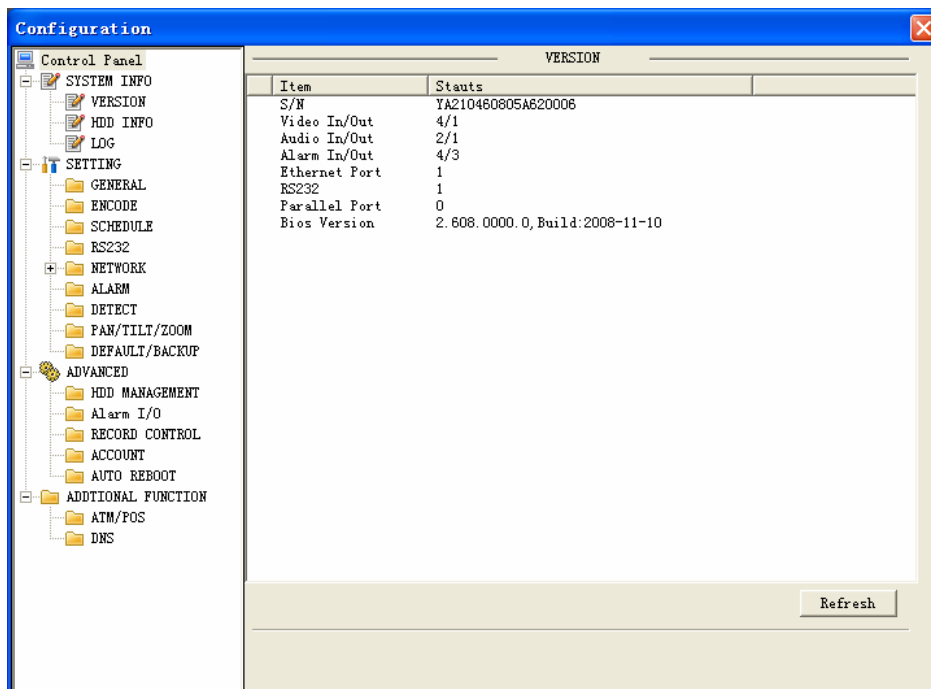 Configuration
Control Panel
SYSTEM INFO
VERSION
HDD INFO
LOG
SETTING
GENERAL
ENCODE
SCHEDULE
RS232
NETWORK
ALARM
DETECT
PAN/TILT/ZOOM
DEFAULT/BACKUP
ADVANCED
HDD MANAGEMENT
Alarm I/O
RECORD CONTROL
ACCOUNT
AUTO REBOOT
ADDTIONAL FUNCTION
ATM/POS
DNS
VERSION
Item Stauts
S/N YA210460805A620006
Video In/Out 4/1
Audio In/Out 2/1
Alarm In/Out 4/3
Ethernet Port 1
RS232 1
Parallel Port 0
Bios Version 2.608.0000.0,Build:2008-11-10
Refresh